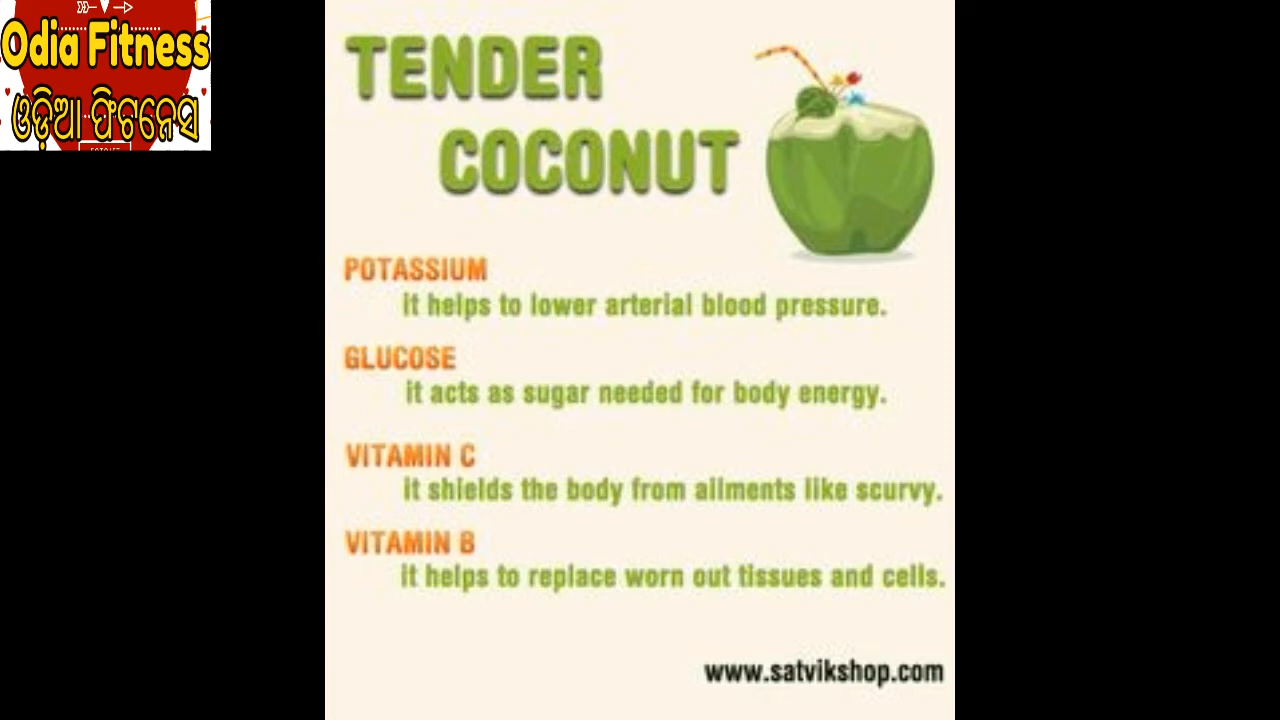 Odia Fitness
ଓଡ଼ିଆ ଫିଟନେସ
TENDER
COCONUT
POTASSIUM
it helps to lower arterial blood pressure.
GLUCOSE
it acts as sugar needed for body energy.
VITAMIN C
it shields the body from ailments like scurvy.
VITAMIN B
it helps to replace worn out tissues and cells.
www.satvikshop.com